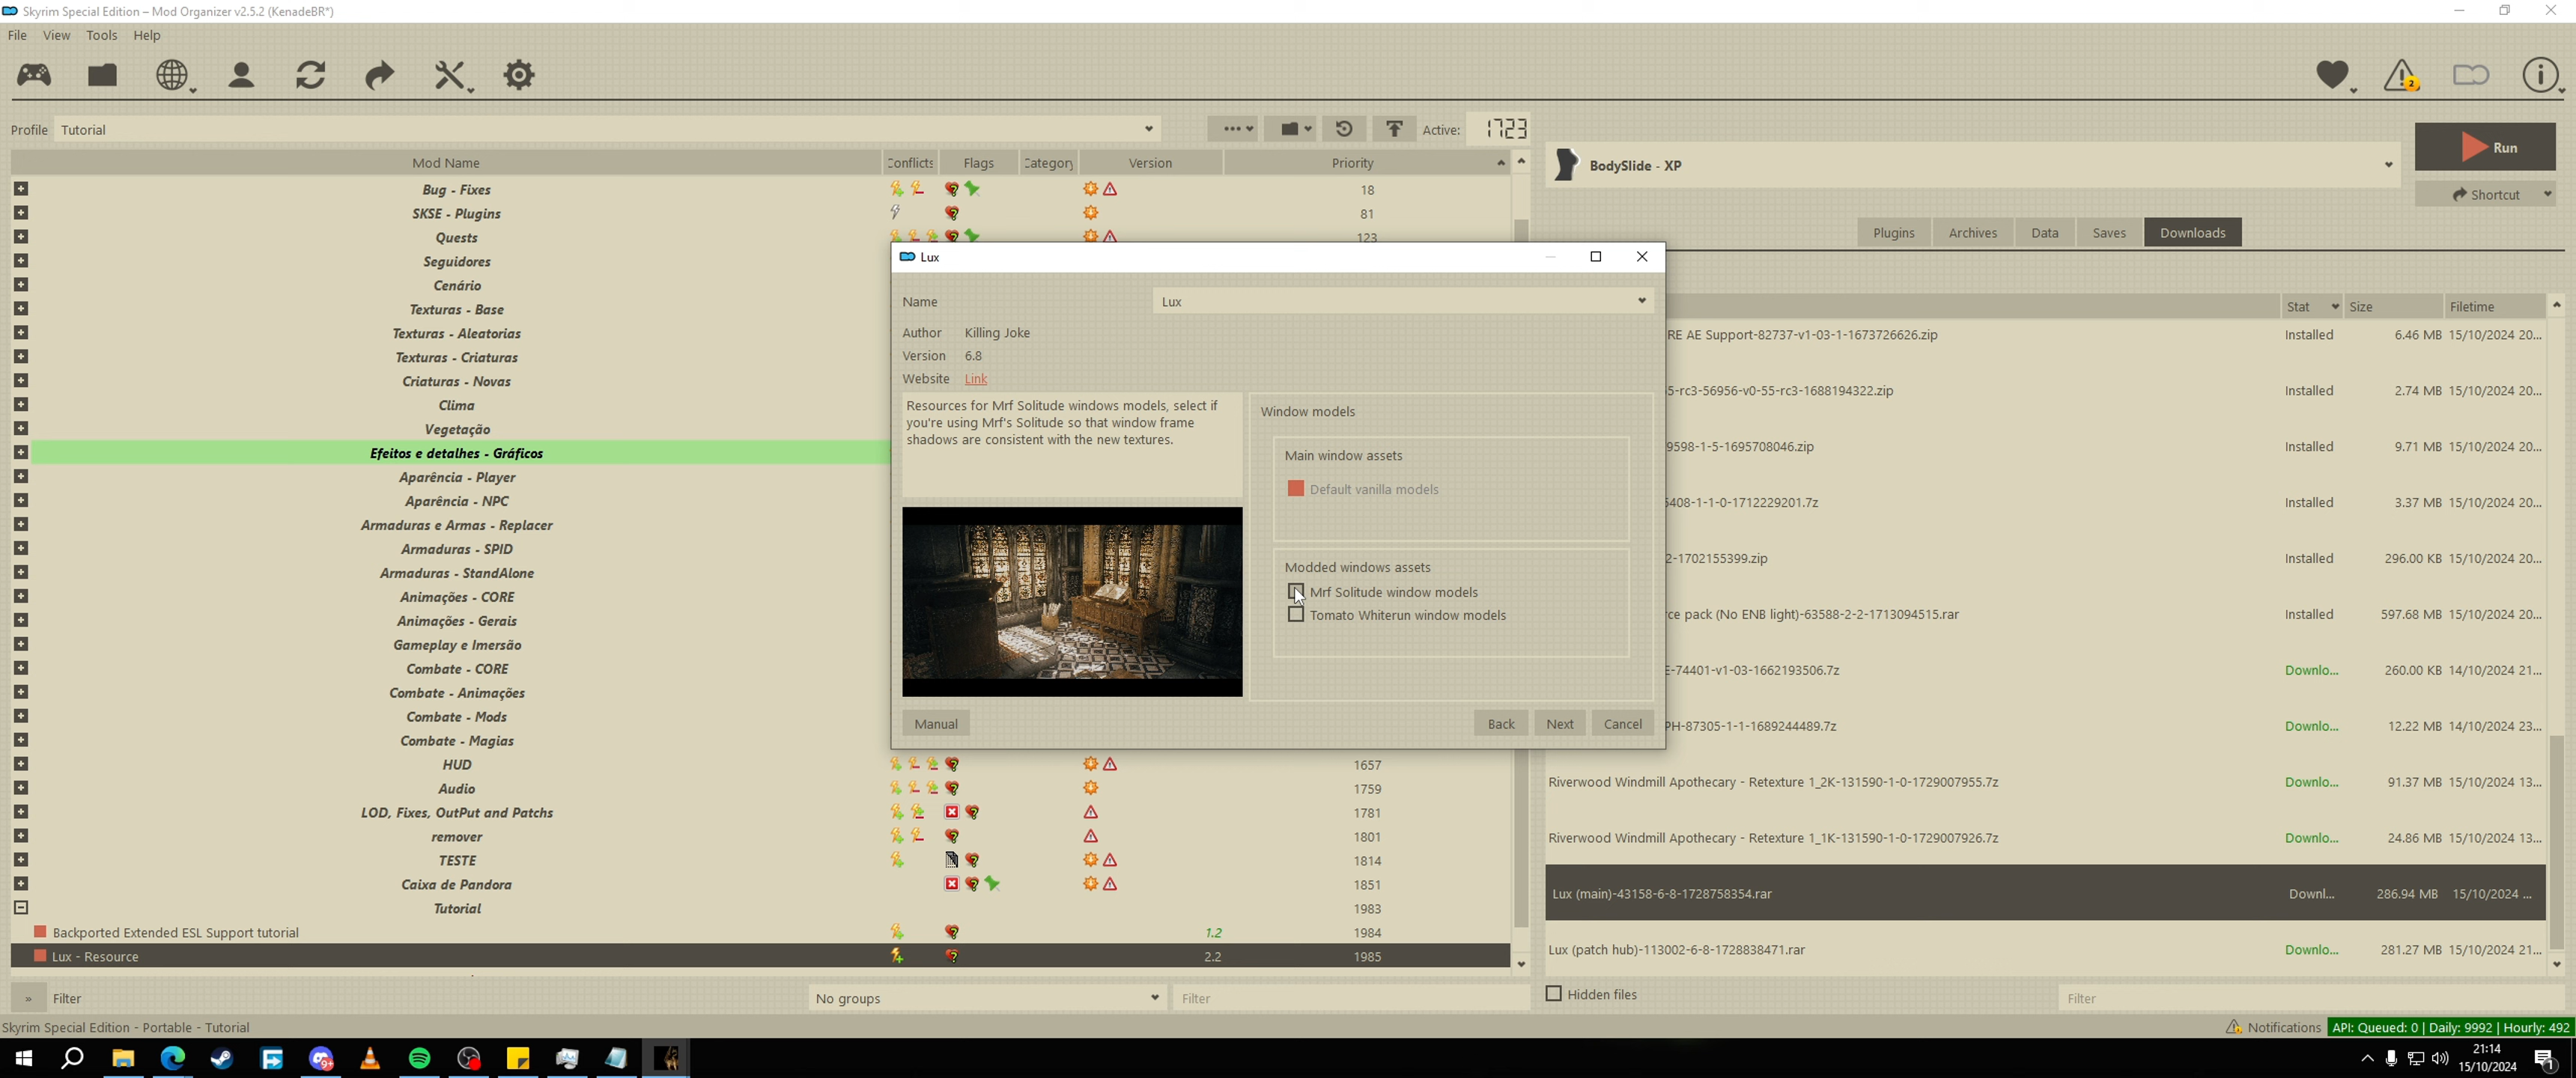 Skyrim Special Edition – Mod Organizer v2.5.2 (KenadeBR*)
File View Tools Help
Profile Tutorial Active: 1723
BodySlide - XP
Run
Shortcut
Plugins Archives Data Saves Downloads
Mod Name Conflicts Flags Category Version Priority
Bug - Fixes 18
SKSE - Plugins 81
Quests 123
Seguidores
Cenário
Texturas - Base
Texturas - Aleatorias
Texturas - Criaturas
Criaturas - Novas
Clima
Vegetação
Efeitos e detalhes - Gráficos
Aparência - Player
Aparência - NPC
Armaduras e Armas - Replacer
Armaduras - SPID
Armaduras - StandAlone
Animações - CORE
Animações - Gerais
Gameplay e Imersão
Combate - CORE
Combate - Animações
Combate - Mods
Combate - Magias
HUD 1657
Audio 1759
LOD, Fixes, OutPut and Patchs 1781
remover 1801
TESTE 1814
Caixa de Pandora 1851
Tutorial 1983
Backported Extended ESL Support tutorial 1.2 1984
Lux - Resource 2.2 1985
» Filter No groups Filter
Lux
Name Lux
Author Killing Joke
Version 6.8
Website Link
Resources for Mrf Solitude windows models, select if
you're using Mrf's Solitude so that window frame
shadows are consistent with the new textures.
Window models
Main window assets
Default vanilla models
Modded windows assets
Mrf Solitude window models
Tomato Whiterun window models
Manual Back Next Cancel
Stat Size Filetime
RE AE Support-82737-v1-03-1-1673726626.zip Installed 6.46 MB 15/10/2024 20...
5-rc3-56956-v0-55-rc3-1688194322.zip Installed 2.74 MB 15/10/2024 20...
9598-1-5-1695708046.zip Installed 9.71 MB 15/10/2024 20...
5408-1-1-0-1712229201.7z Installed 3.37 MB 15/10/2024 20...
2-1702155399.zip Installed 296.00 KB 15/10/2024 20...
ce pack (No ENB light)-63588-2-2-1713094515.rar Installed 597.68 MB 15/10/2024 20...
E-74401-v1-03-1662193506.7z Downlo... 260.00 KB 14/10/2024 21...
PH-87305-1-1-1689244489.7z Downlo... 12.22 MB 14/10/2024 23...
Riverwood Windmill Apothecary - Retexture 1_2K-131590-1-0-1729007955.7z Downlo... 91.37 MB 15/10/2024 13...
Riverwood Windmill Apothecary - Retexture 1_1K-131590-1-0-1729007926.7z Downlo... 24.86 MB 15/10/2024 13...
Lux (main)-43158-6-8-1728758354.rar Downl... 286.94 MB 15/10/2024 ...
Lux (patch hub)-113002-6-8-1728838471.rar Downlo... 281.27 MB 15/10/2024 21...
Hidden files Filter
Skyrim Special Edition - Portable - Tutorial Notifications API: Queued: 0 | Daily: 9992 | Hourly: 492
21:14
15/10/2024